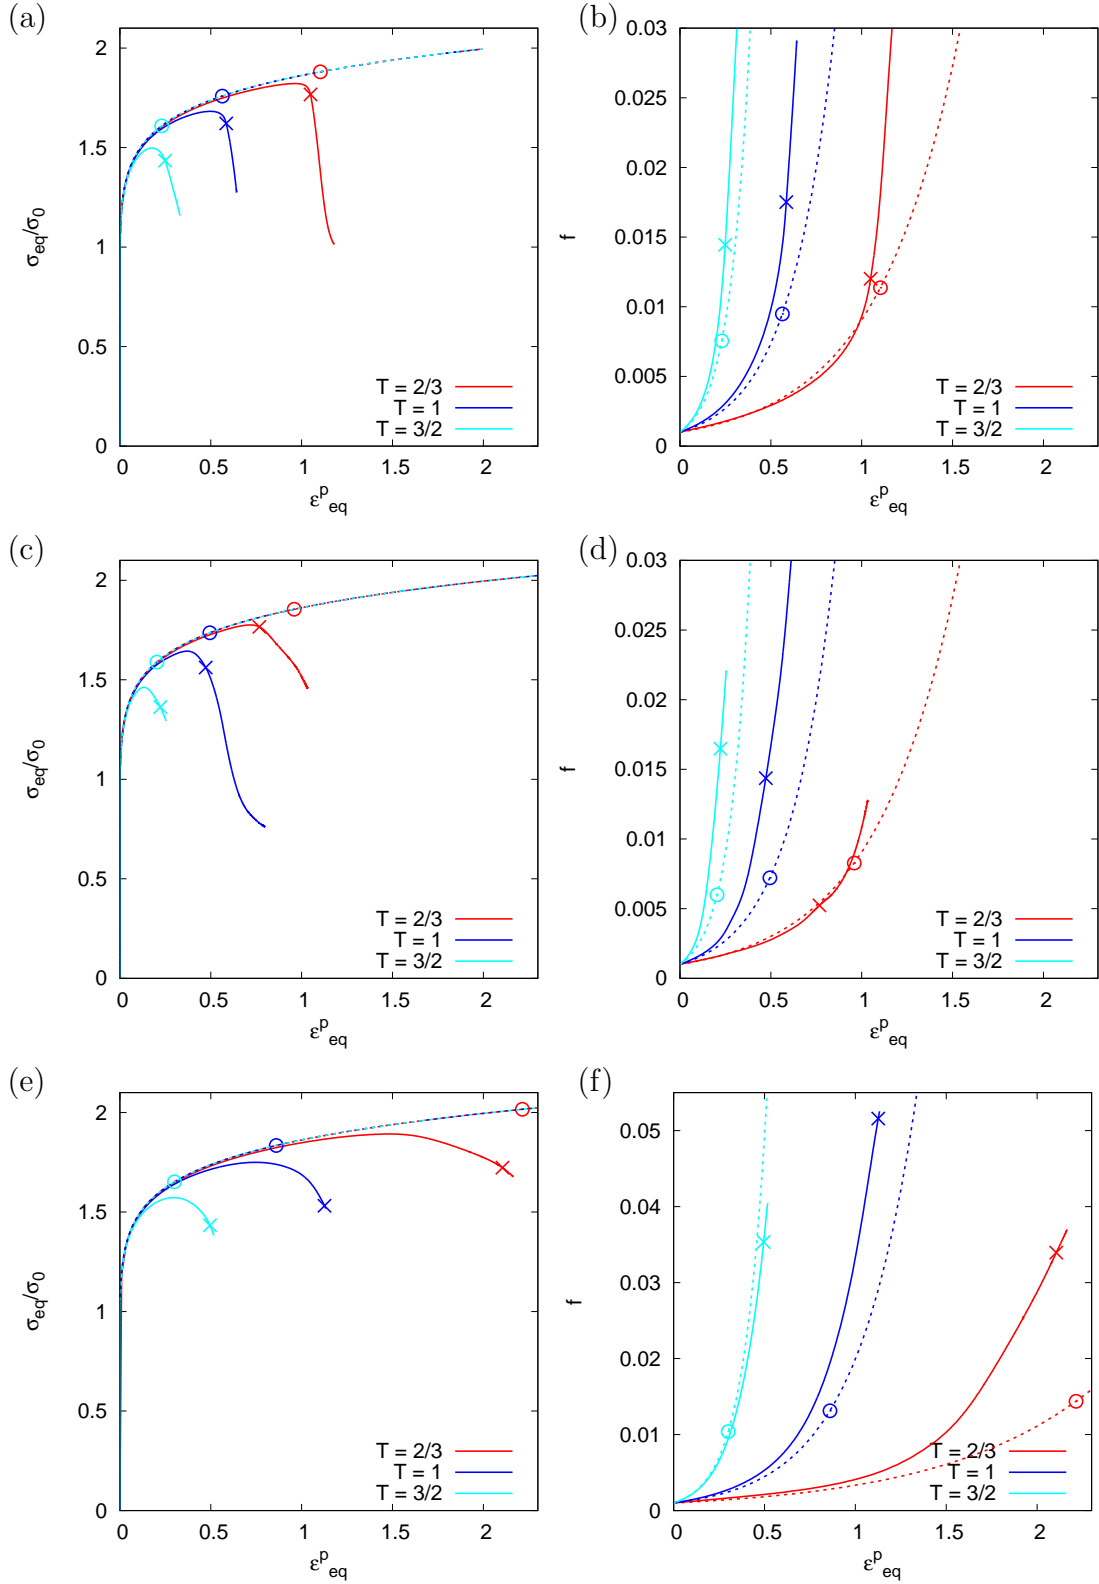 (a)
2
1.5
1
0.5
0
0 0.5 1 1.5 2
σeq/σ0
ε^p_eq
T = 2/3
T = 1
T = 3/2
(b)
0.03
0.025
0.02
0.015
0.01
0.005
0
0 0.5 1 1.5 2
f
ε^p_eq
T = 2/3
T = 1
T = 3/2
(c)
2
1.5
1
0.5
0
0 0.5 1 1.5 2
σeq/σ0
ε^p_eq
T = 2/3
T = 1
T = 3/2
(d)
0.03
0.025
0.02
0.015
0.01
0.005
0
0 0.5 1 1.5 2
f
ε^p_eq
T = 2/3
T = 1
T = 3/2
(e)
2
1.5
1
0.5
0
0 0.5 1 1.5 2
σeq/σ0
ε^p_eq
T = 2/3
T = 1
T = 3/2
(f)
0.05
0.04
0.03
0.02
0.01
0
0 0.5 1 1.5 2
f
ε^p_eq
T = 2/3
T = 1
T = 3/2